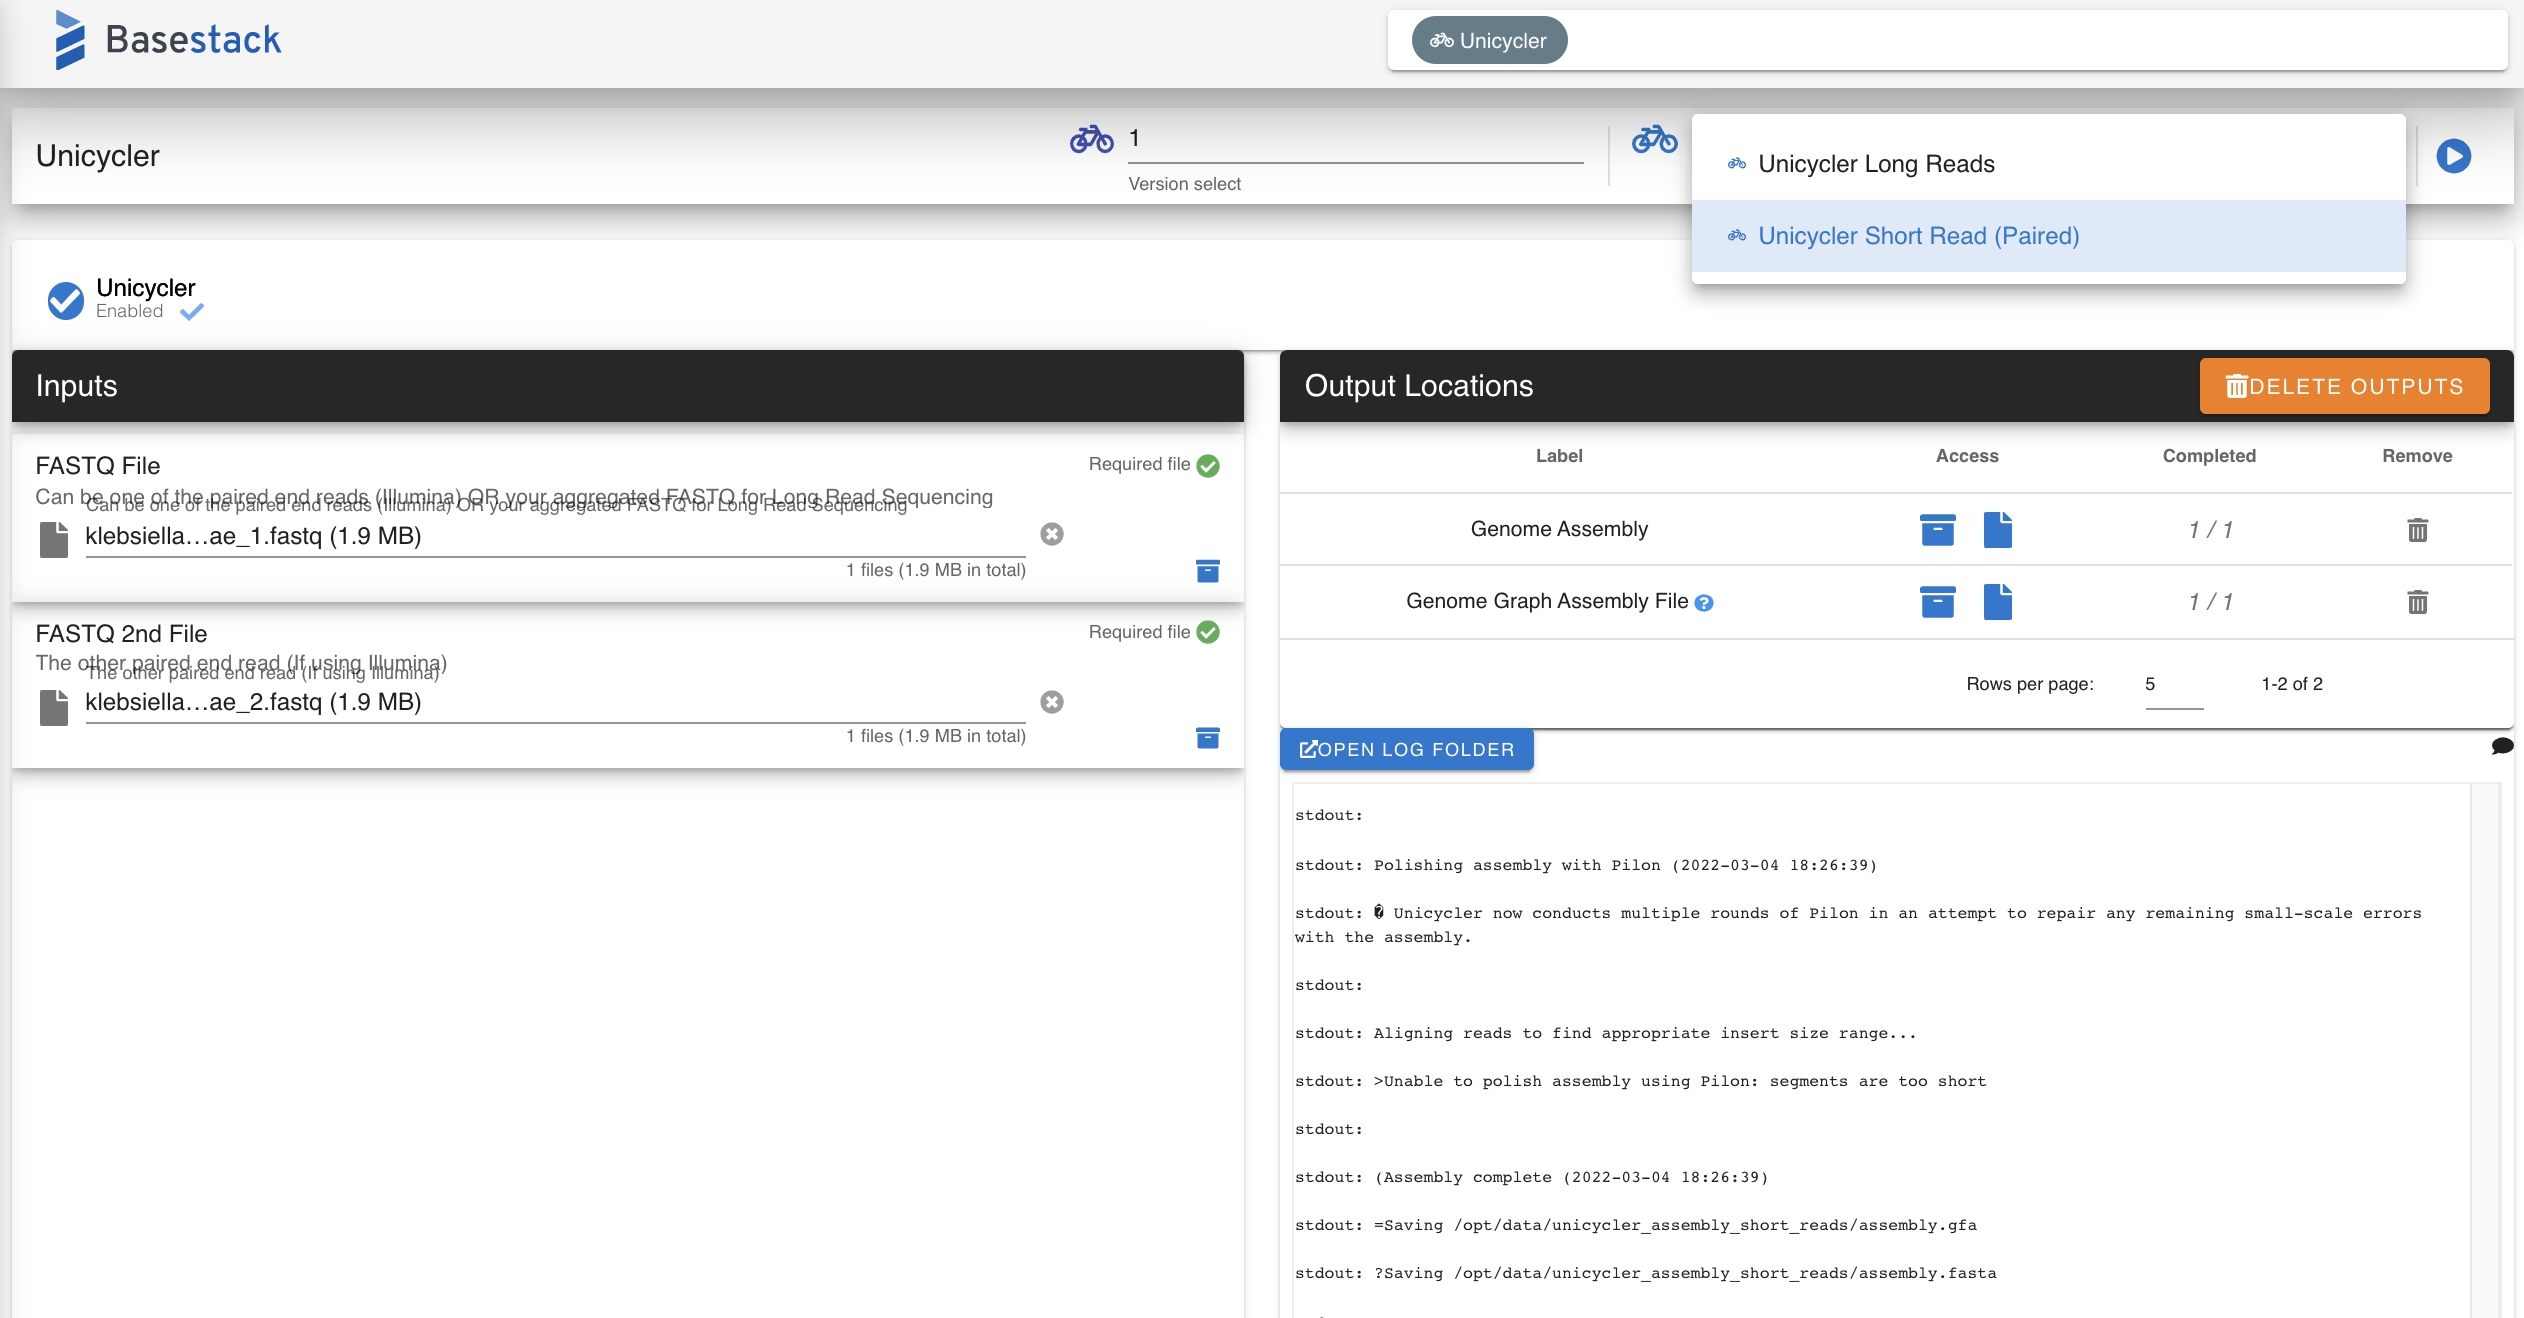 Basestack
Unicycler
Unicycler
1
Version select
Unicycler Long Reads
Unicycler Short Read (Paired)
Unicycler
Enabled
Inputs
FASTQ File
Required file
Can be one of the paired end reads (Illumina) OR your aggregated FASTQ for Long Read Sequencing
Can be one of the paired end reads (Illumina) OR your aggregated FASTQ for Long Read Sequencing
klebsiella…ae_1.fastq (1.9 MB)
1 files (1.9 MB in total)
FASTQ 2nd File
Required file
The other paired end read (If using Illumina)
The other paired end read (If using Illumina)
klebsiella…ae_2.fastq (1.9 MB)
1 files (1.9 MB in total)
Output Locations
DELETE OUTPUTS
Label Access Completed Remove
Genome Assembly 1 / 1
Genome Graph Assembly File ? 1 / 1
Rows per page: 5 1-2 of 2
OPEN LOG FOLDER
stdout:
stdout: Polishing assembly with Pilon (2022-03-04 18:26:39)
stdout: � Unicycler now conducts multiple rounds of Pilon in an attempt to repair any remaining small-scale errors
with the assembly.
stdout:
stdout: Aligning reads to find appropriate insert size range...
stdout: >Unable to polish assembly using Pilon: segments are too short
stdout:
stdout: (Assembly complete (2022-03-04 18:26:39)
stdout: =Saving /opt/data/unicycler_assembly_short_reads/assembly.gfa
stdout: ?Saving /opt/data/unicycler_assembly_short_reads/assembly.fasta